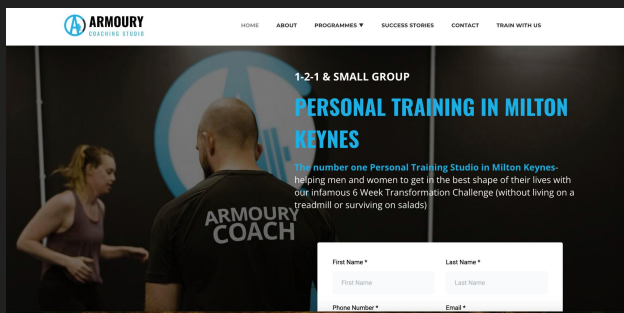 ARMOURY
COACHING STUDIO
HOME ABOUT PROGRAMMES ▼ SUCCESS STORIES CONTACT TRAIN WITH US
1-2-1 & SMALL GROUP
PERSONAL TRAINING IN MILTON
KEYNES
The number one Personal Training Studio in Milton Keynes-
helping men and women to get in the best shape of their lives with
our infamous 6 Week Transformation Challenge (without living on a
treadmill or surviving on salads)
ARMOURY
COACH
First Name * Last Name *
First Name Last Name
Phone Number * Email *